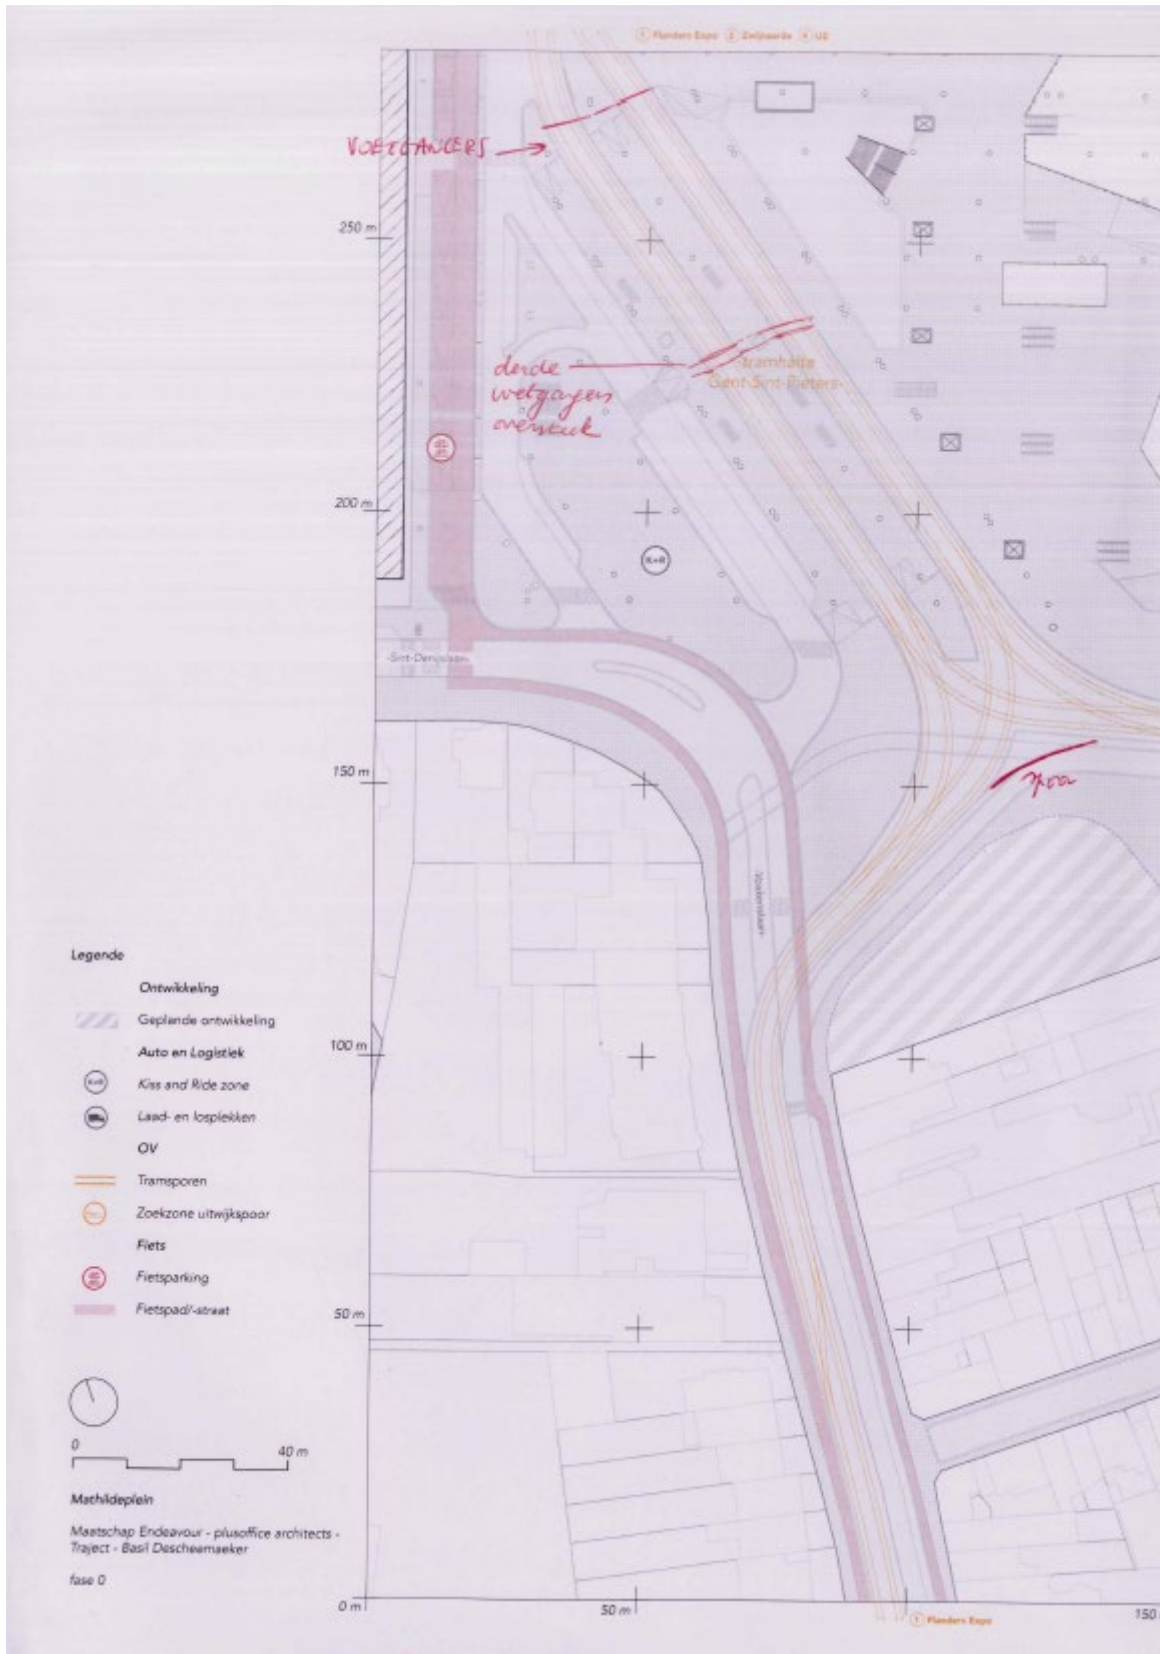 1 Flanders Expo 2 Zwijnaarde 4 UZ
VOETGANGERS
250 m
derde
voetgangers
oversteek
-tramhalte
Gent-Sint-Pieters-
200 m
K+R
-Sint-Denijslaan-
150 m
-Voskenslaan-
Legende
Ontwikkeling
Geplande ontwikkeling
Auto en Logistiek
100 m
K+R
Kiss and Ride zone
Laad- en losplekken
OV
Tramsporen
Zoekzone uitwijkspoor
Fiets
Fietsparking
Fietspad/-straat
50 m
0
40 m
Mathildeplein
Maatschap Endeavour - plusoffice architects -
Traject - Basil Descheemaeker
fase 0
0 m
50 m
150
1 Flanders Expo